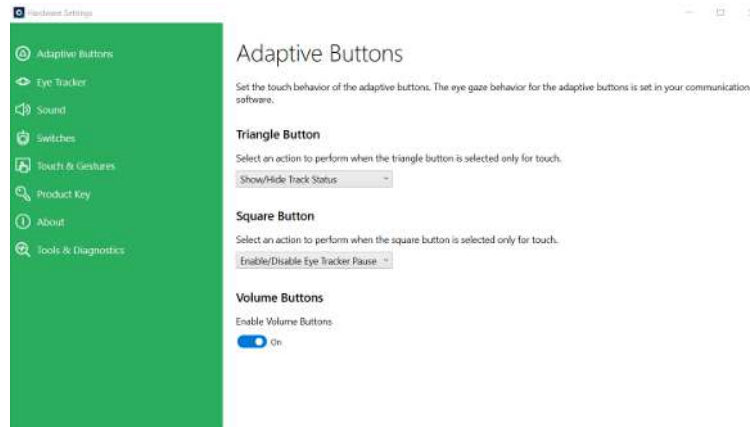 Hardware Settings
Adaptive Buttons
Eye Tracker
Sound
Switches
Touch & Gestures
Product Key
About
Tools & Diagnostics
Adaptive Buttons
Set the touch behavior of the adaptive buttons. The eye gaze behavior for the adaptive buttons is set in your communication
software.
Triangle Button
Select an action to perform when the triangle button is selected only for touch.
Show/Hide Track Status
Square Button
Select an action to perform when the square button is selected only for touch.
Enable/Disable Eye Tracker Pause
Volume Buttons
Enable Volume Buttons
On